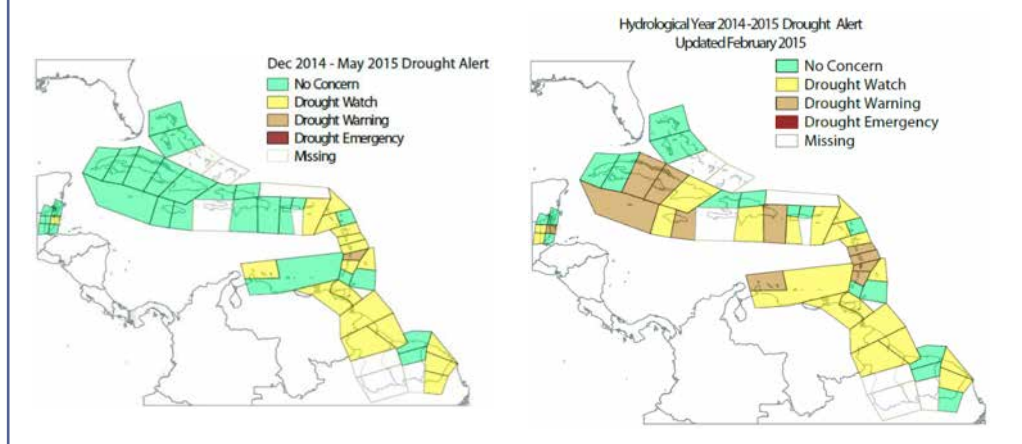 Dec 2014 - May 2015 Drought Alert
No Concern
Drought Watch
Drought Warning
Drought Emergency
Missing
Hydrological Year 2014-2015 Drought Alert
Updated February 2015
No Concern
Drought Watch
Drought Warning
Drought Emergency
Missing